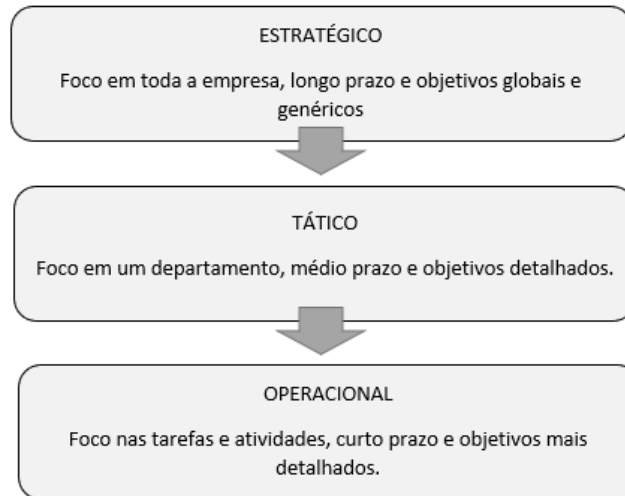 ESTRATÉGICO
Foco em toda a empresa, longo prazo e objetivos globais e
genéricos
TÁTICO
Foco em um departamento, médio prazo e objetivos detalhados.
OPERACIONAL
Foco nas tarefas e atividades, curto prazo e objetivos mais
detalhados.